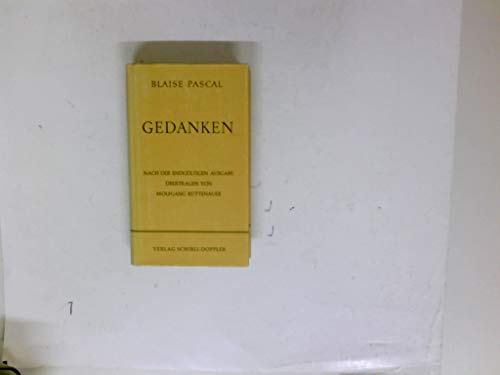 BLAISE PASCAL
GEDANKEN
NACH DER ENDGÜLTIGEN AUSGABE
ÜBERTRAGEN VON
WOLFGANG RÜTTENAUER
VERLAG SCHIBLI-DOPPLER